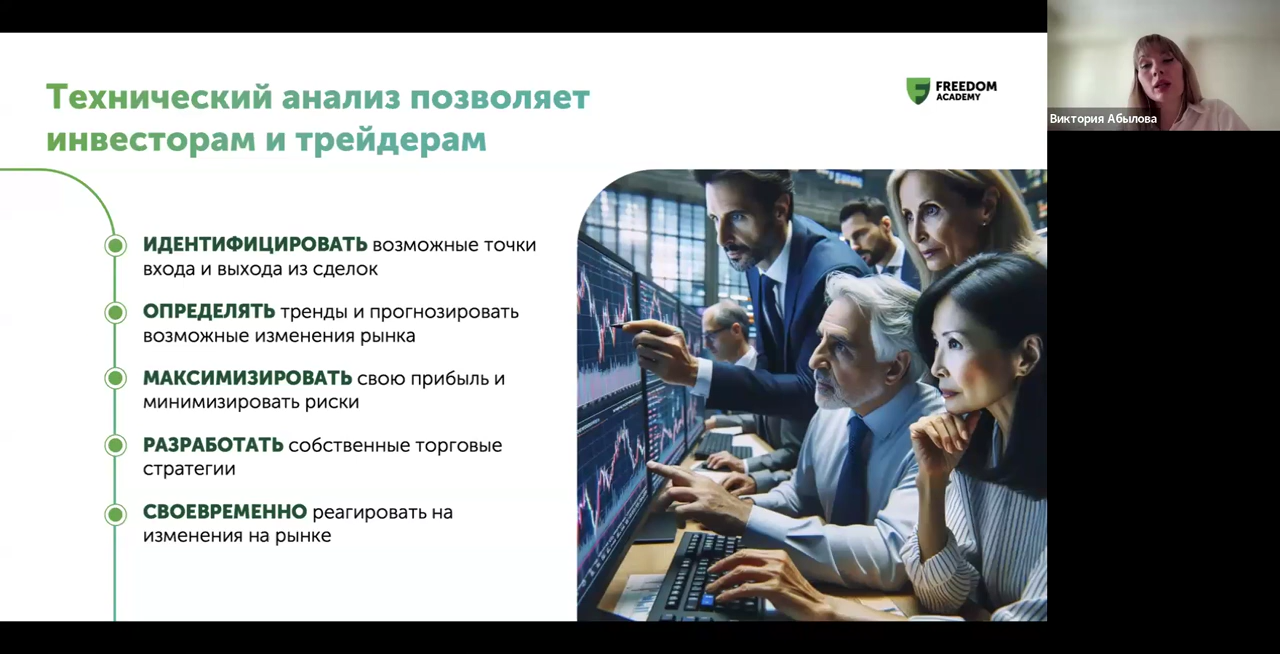 Технический анализ позволяет
инвесторам и трейдерам
FREEDOM
ACADEMY
Виктория Абылова
ИДЕНТИФИЦИРОВАТЬ возможные точки
входа и выхода из сделок
ОПРЕДЕЛЯТЬ тренды и прогнозировать
возможные изменения рынка
МАКСИМИЗИРОВАТЬ свою прибыль и
минимизировать риски
РАЗРАБОТАТЬ собственные торговые
стратегии
СВОЕВРЕМЕННО реагировать на
изменения на рынке